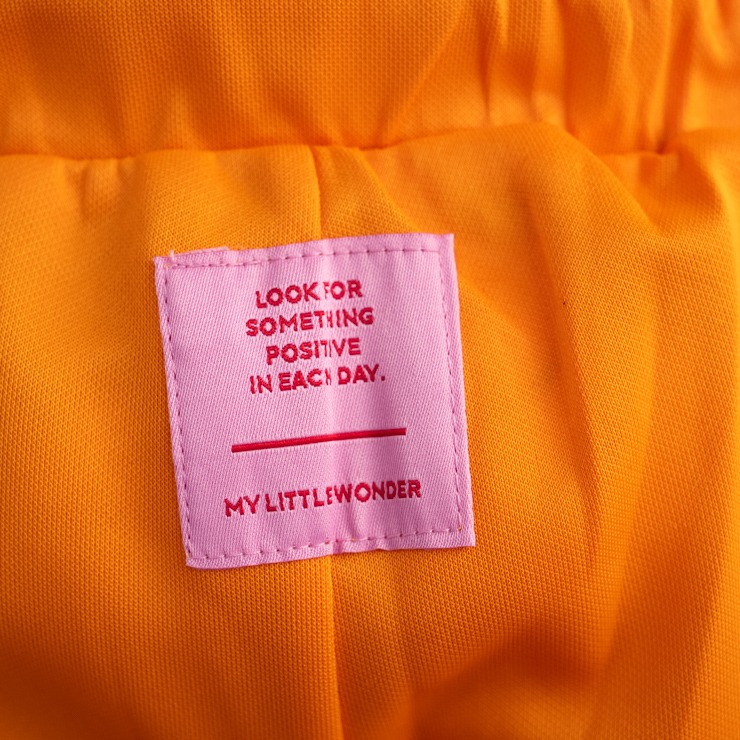 LOOK FOR
SOMETHING
POSITIVE
IN EACH DAY.
MY LITTLE WONDER